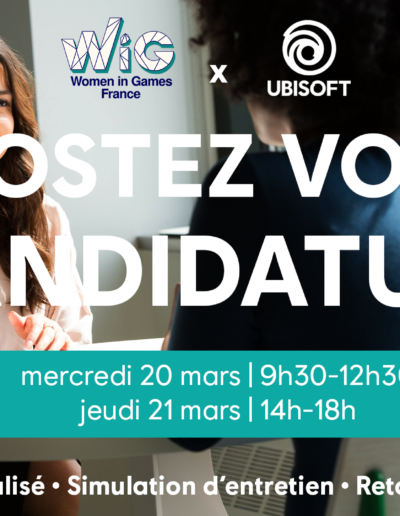 WiG
Women in Games
France
x
UBISOFT
OSTEZ VO
NDIDATU
mercredi 20 mars | 9h30-12h30
jeudi 21 mars | 14h-18h
alisé • Simulation d'entretien • Reto